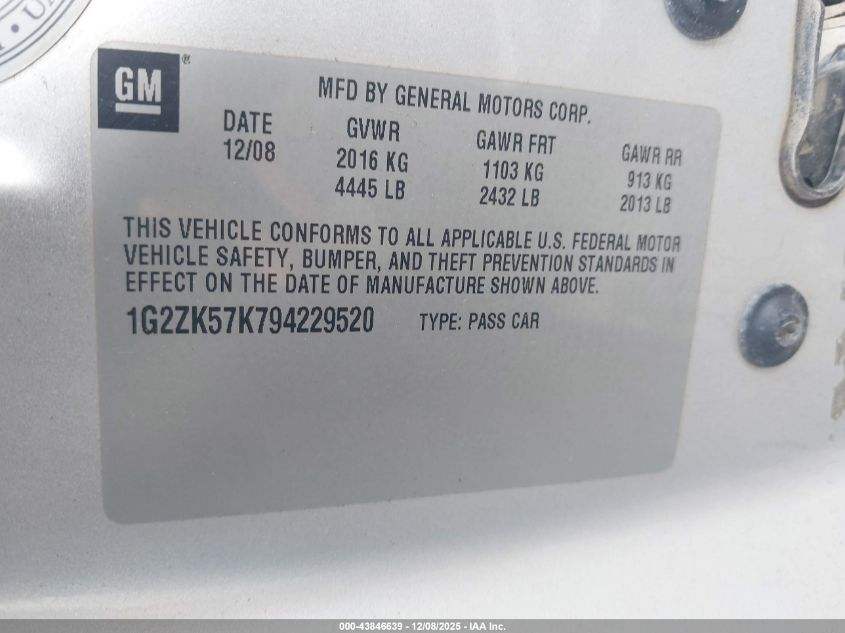 GM
MFD BY GENERAL MOTORS CORP.
DATE GVWR GAWR FRT GAWR RR
12/08 2016 KG 1103 KG 913 KG
4445 LB 2432 LB 2013 LB
THIS VEHICLE CONFORMS TO ALL APPLICABLE U.S. FEDERAL MOTOR
VEHICLE SAFETY, BUMPER, AND THEFT PREVENTION STANDARDS IN
EFFECT ON THE DATE OF MANUFACTURE SHOWN ABOVE.
1G2ZK57K794229520 TYPE: PASS CAR
000-43846639 - 12/08/2025 - IAA Inc.